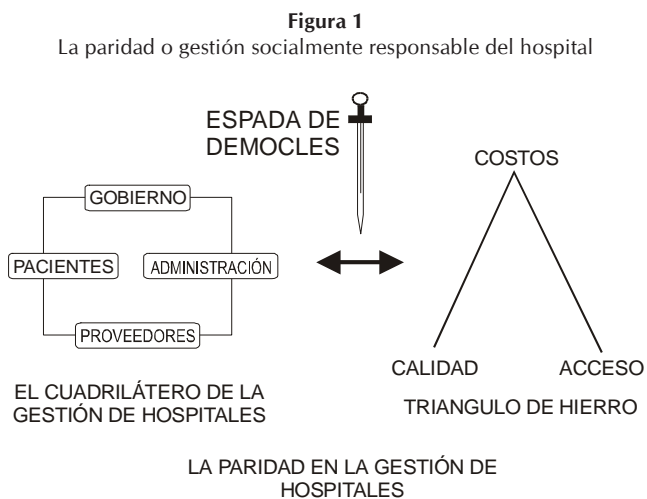 Figura 1
La paridad o gestión socialmente responsable del hospital
ESPADA DE
DEMOCLES
COSTOS
GOBIERNO
PACIENTES
ADMINISTRACIÓN
PROVEEDORES
CALIDAD
ACCESO
EL CUADRILÁTERO DE LA
GESTIÓN DE HOSPITALES
TRIANGULO DE HIERRO
LA PARIDAD EN LA GESTIÓN DE
HOSPITALES